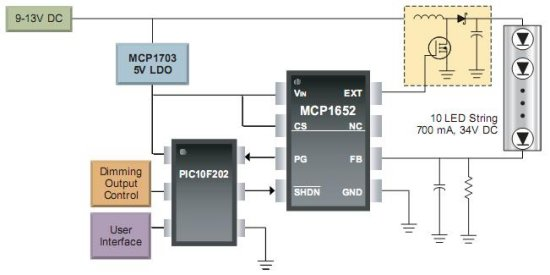 9-13V DC
MCP1703
5V LDO
VIN
EXT
MCP1652
CS
NC
10 LED String
700 mA, 34V DC
PG
FB
PIC10F202
Dimming
Output
Control
SHDN
GND
User
Interface